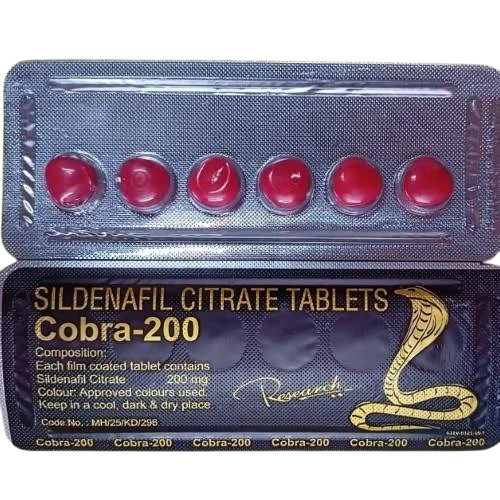 SILDENAFIL CITRATE TABLETS
Cobra-200
Composition:
Each film coated tablet contains
Sildenafil Citrate 200 mg
Colour: Approved colours used.
Keep in a cool, dark & dry place.
Code No. : MH/25/KD/296
Research
Cobra-200 Cobra-200 Cobra-200 Cobra-200 Cobra-200 Cobra-200